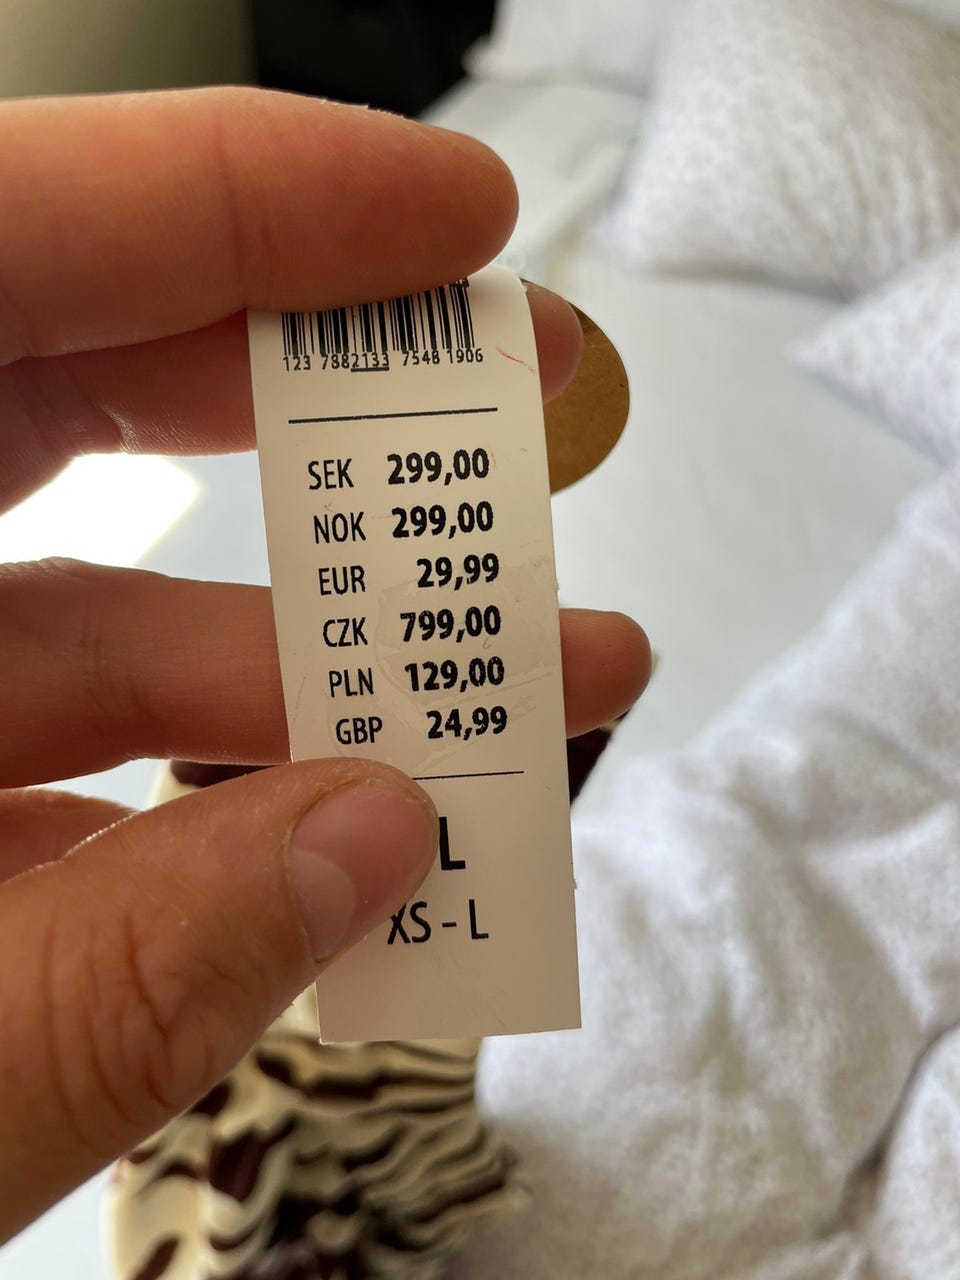 123 7882133 7548 1906
SEK 299,00
NOK 299,00
EUR 29,99
CZK 799,00
PLN 129,00
GBP 24,99
L
XS - L